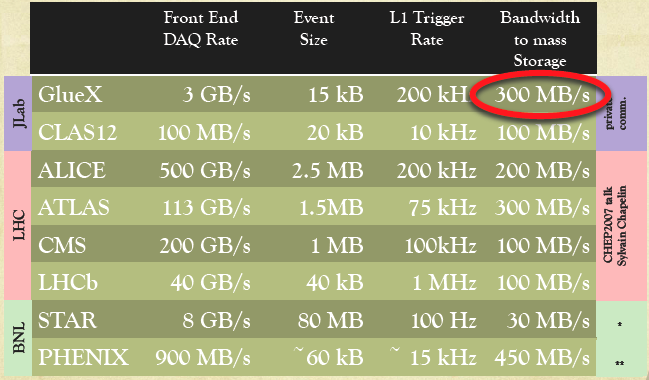 Front End DAQ Rate Event Size L1 Trigger Rate Bandwidth to mass Storage
JLab
GlueX 3 GB/s 15 kB 200 kHz 300 MB/s
CLAS12 100 MB/s 20 kB 10 kHz 100 MB/s
private comm.
LHC
ALICE 500 GB/s 2.5 MB 200 kHz 200 MB/s
ATLAS 113 GB/s 1.5MB 75 kHz 300 MB/s
CMS 200 GB/s 1 MB 100kHz 100 MB/s
LHCb 40 GB/s 40 kB 1 MHz 100 MB/s
CHEP2007 talk
Sylvain Chapelin
BNL
STAR 8 GB/s 80 MB 100 Hz 30 MB/s *
PHENIX 900 MB/s ~60 kB ~ 15 kHz 450 MB/s **